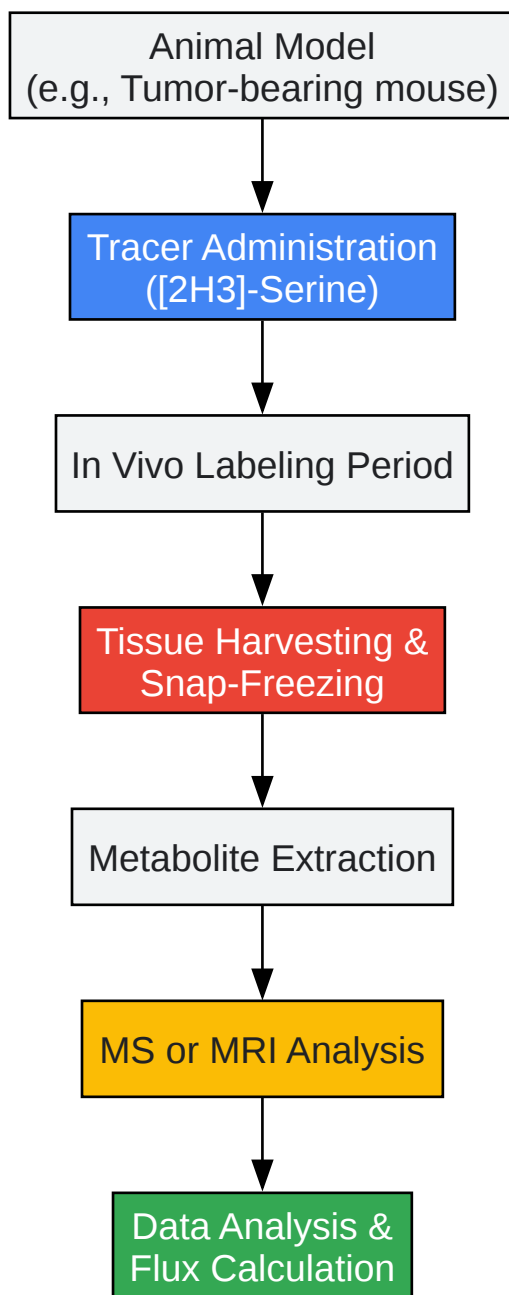 Animal Model
(e.g., Tumor-bearing mouse)
Tracer Administration
([2H3]-Serine)
In Vivo Labeling Period
Tissue Harvesting &
Snap-Freezing
Metabolite Extraction
MS or MRI Analysis
Data Analysis &
Flux Calculation